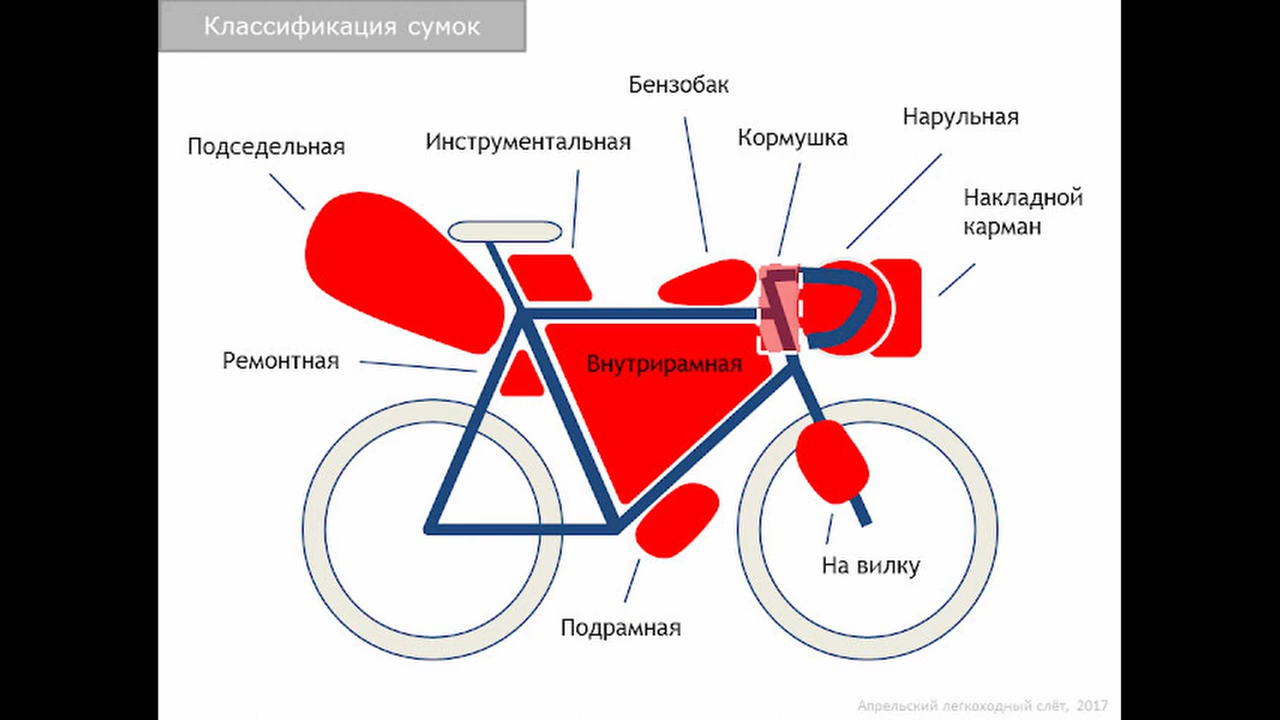 Классификация сумок
Бензобак
Нарульная
Кормушка
Инструментальная
Подседельная
Накладной
карман
Ремонтная
Внутрирамная
На вилку
Подрамная
Апрельский легкоходный слёт, 2017